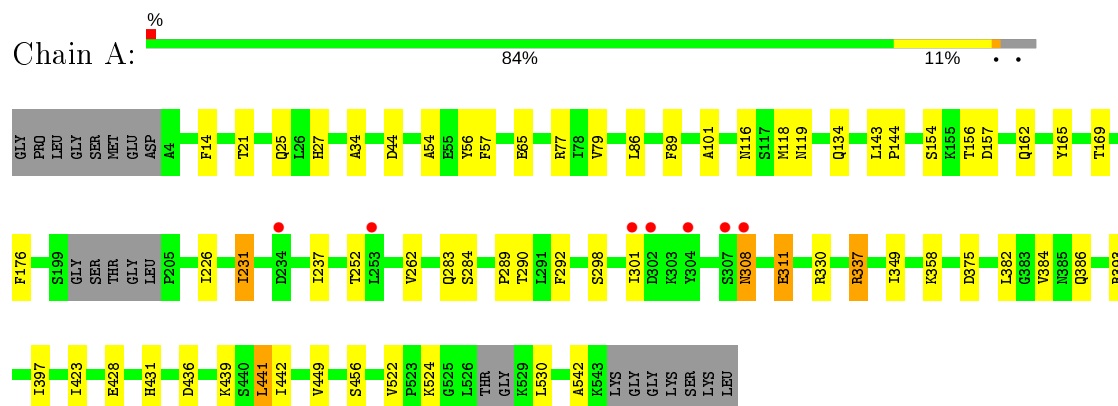 %
Chain A:
84% 11% • •
GLY PRO LEU GLY SER MET GLU ASP A4 F14 T21 Q25 L26 H27 A34 D44 A54 E55 Y56 F57 E65 R77 I78 V79 L86 F89 A101 N116 S117 M118 N119 Q134 L143 P144 S154 K155 T156 D157 Q162 Y165 T169
F176 S199 GLY SER THR GLY LEU P205 I226 I231 D234 I237 T252 L253 V262 Q283 S284 P289 T290 L291 F292 S298 I301 D302 K303 Y304 S307 N308 E311 R330 R337 I349 K358 D375 L382 G383 V384 N385 Q386
I397 I423 E428 H431 D436 K439 S440 L441 I442 V449 S456 V522 P523 K524 G525 L526 THR GLY K529 L530 A542 K543 LYS GLY GLY LYS SER LYS LEU